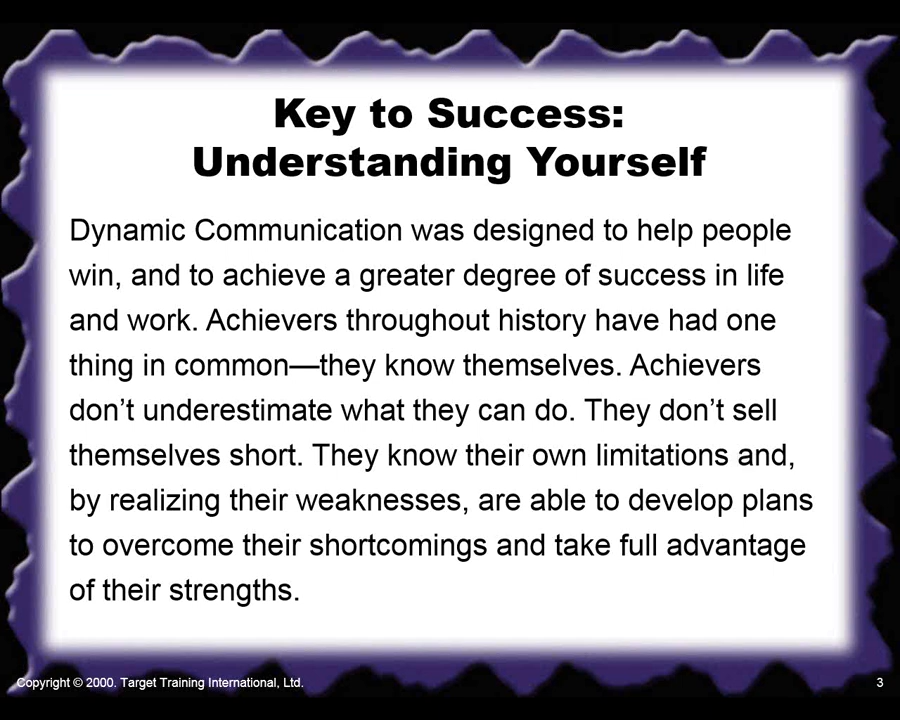 Key to Success:
Understanding Yourself
Dynamic Communication was designed to help people
win, and to achieve a greater degree of success in life
and work. Achievers throughout history have had one
thing in common—they know themselves. Achievers
don’t underestimate what they can do. They don’t sell
themselves short. They know their own limitations and,
by realizing their weaknesses, are able to develop plans
to overcome their shortcomings and take full advantage
of their strengths.
Copyright © 2000. Target Training International, Ltd.
3